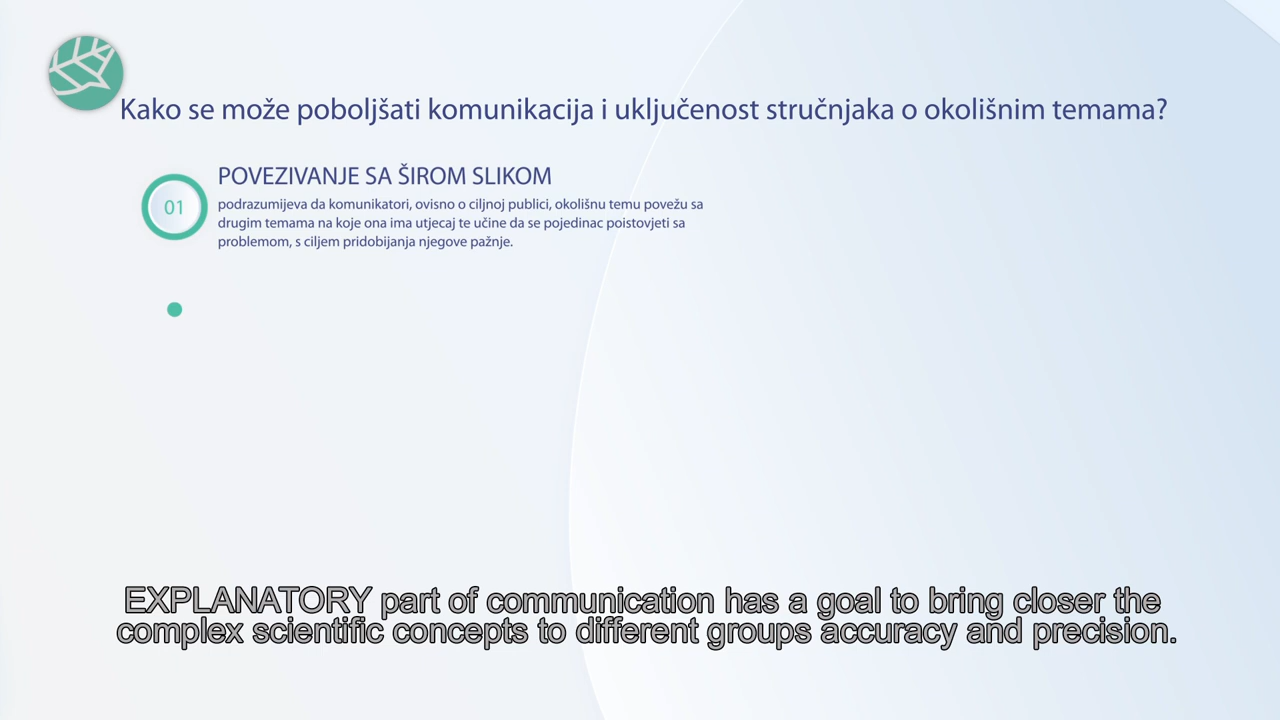 Kako se može poboljšati komunikacija i uključenost stručnjaka o okolišnim temama?
POVEZIVANJE SA ŠIROM SLIKOM
01
podrazumijeva da komunikatori, ovisno o ciljnoj publici, okolišnu temu povežu sa
drugim temama na koje ona ima utjecaj te učine da se pojedinac poistovjeti sa
problemom, s ciljem pridobijanja njegove pažnje.
EXPLANATORY part of communication has a goal to bring closer the
complex scientific concepts to different groups accuracy and precision.